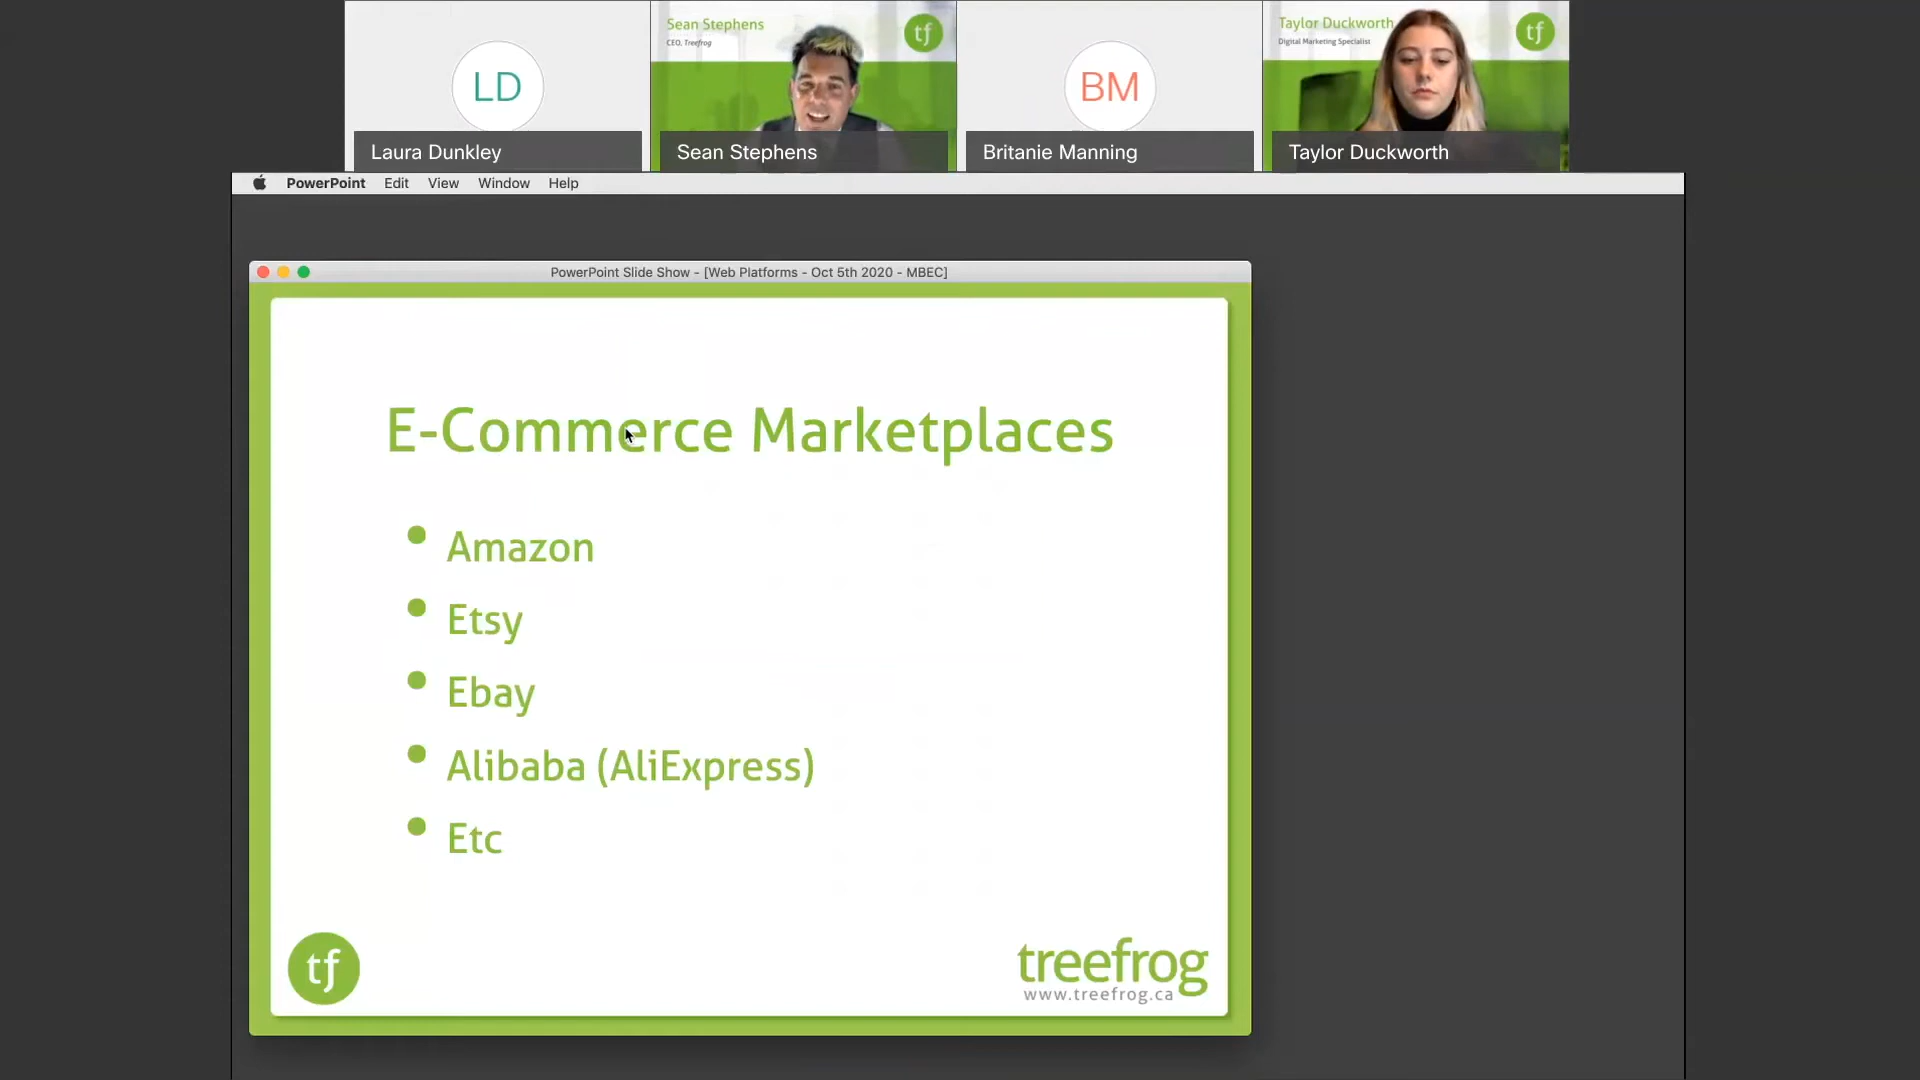 Sean Stephens
CEO, Treefrog
tf
Taylor Duckworth
Digital Marketing Specialist
tf
LD
BM
Laura Dunkley
Sean Stephens
Britanie Manning
Taylor Duckworth
PowerPoint Edit View Window Help
PowerPoint Slide Show - [Web Platforms - Oct 5th 2020 - MBEC]
E-Commerce Marketplaces
• Amazon
• Etsy
• Ebay
• Alibaba (AliExpress)
• Etc
tf
treefrog
www.treefrog.ca